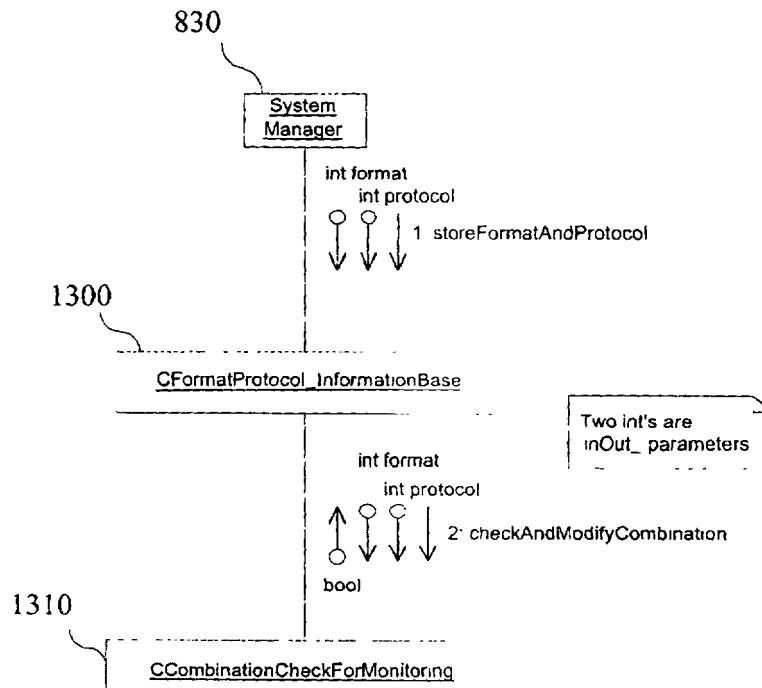 830
System
Manager
int format
int protocol
1 storeFormatAndProtocol
1300
CFormatProtocol_InformationBase
Two int's are
inOut_ parameters
int format
int protocol
2: checkAndModifyCombination
bool
1310
CCombinationCheckForMonitoring